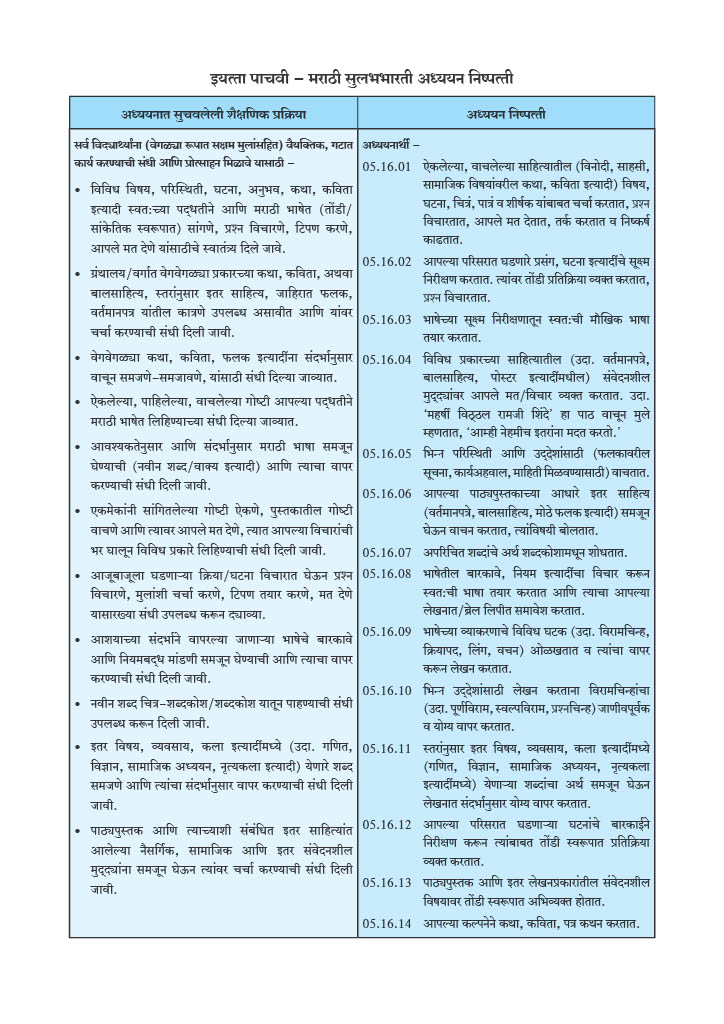 इयत्ता पाचवी – मराठी सुलभभारती अध्ययन निष्पत्ती
अध्ययनात सुचवलेली शैक्षणिक प्रक्रिया
सर्व विद्यार्थ्यांना (वेगळ्या रूपात सक्षम मुलांसहित) वैयक्तिक, गटात
कार्य करण्याची संधी आणि प्रोत्साहन मिळावे यासाठी –
• विविध विषय, परिस्थिती, घटना, अनुभव, कथा, कविता
इत्यादी स्वतःच्या पद्धतीने आणि मराठी भाषेत (तोंडी/
सांकेतिक स्वरूपात) सांगणे, प्रश्न विचारणे, टिपण करणे,
आपले मत देणे यांसाठीचे स्वातंत्र्य दिले जावे.
• ग्रंथालय/वर्गात वेगवेगळ्या प्रकारच्या कथा, कविता, अथवा
बालसाहित्य, स्तरांनुसार इतर साहित्य, जाहिरात फलक,
वर्तमानपत्र यांतील कात्रणे उपलब्ध असावीत आणि यांवर
चर्चा करण्याची संधी दिली जावी.
• वेगवेगळ्या कथा, कविता, फलक इत्यादींना संदर्भानुसार
वाचून समजणे–समजावणे, यांसाठी संधी दिल्या जाव्यात.
• ऐकलेल्या, पाहिलेल्या, वाचलेल्या गोष्टी आपल्या पद्धतीने
मराठी भाषेत लिहिण्याच्या संधी दिल्या जाव्यात.
• आवश्यकतेनुसार आणि संदर्भानुसार मराठी भाषा समजून
घेण्याची (नवीन शब्द/वाक्य इत्यादी) आणि त्याचा वापर
करण्याची संधी दिली जावी.
• एकमेकांनी सांगितलेल्या गोष्टी ऐकणे, पुस्तकातील गोष्टी
वाचणे आणि त्यावर आपले मत देणे, त्यात आपल्या विचारांची
भर घालून विविध प्रकारे लिहिण्याची संधी दिली जावी.
• आजूबाजूला घडणाऱ्या क्रिया/घटना विचारात घेऊन प्रश्न
विचारणे, मुलांशी चर्चा करणे, टिपण तयार करणे, मत देणे
यासारख्या संधी उपलब्ध करून द्याव्या.
• आशयाच्या संदर्भाने वापरल्या जाणाऱ्या भाषेचे बारकावे
आणि नियमबद्ध मांडणी समजून घेण्याची आणि त्याचा वापर
करण्याची संधी दिली जावी.
• नवीन शब्द चित्र–शब्दकोश/शब्दकोश यातून पाहण्याची संधी
उपलब्ध करून दिली जावी.
• इतर विषय, व्यवसाय, कला इत्यादींमध्ये (उदा. गणित,
विज्ञान, सामाजिक अध्ययन, नृत्यकला इत्यादी) येणारे शब्द
समजणे आणि त्यांचा संदर्भानुसार वापर करण्याची संधी दिली
जावी.
• पाठ्यपुस्तक आणि त्याच्याशी संबंधित इतर साहित्यांत
आलेल्या नैसर्गिक, सामाजिक आणि इतर संवेदनशील
मुद्द्यांना समजून घेऊन त्यांवर चर्चा करण्याची संधी दिली
जावी.
अध्ययन निष्पत्ती
अध्ययनार्थी –
05.16.01 ऐकलेल्या, वाचलेल्या साहित्यातील (विनोदी, साहसी,
सामाजिक विषयांवरील कथा, कविता इत्यादी) विषय,
घटना, चित्रं, पात्रं व शीर्षक यांबाबत चर्चा करतात, प्रश्न
विचारतात, आपले मत देतात, तर्क करतात व निष्कर्ष
काढतात.
05.16.02 आपल्या परिसरात घडणारे प्रसंग, घटना इत्यादींचे सूक्ष्म
निरीक्षण करतात. त्यांवर तोंडी प्रतिक्रिया व्यक्त करतात,
प्रश्न विचारतात.
05.16.03 भाषेच्या सूक्ष्म निरीक्षणातून स्वतःची मौखिक भाषा
तयार करतात.
05.16.04 विविध प्रकारच्या साहित्यातील (उदा. वर्तमानपत्रे,
बालसाहित्य, पोस्टर इत्यादींमधील) संवेदनशील
मुद्द्यांवर आपले मत/विचार व्यक्त करतात. उदा.
‘महर्षी विठ्ठल रामजी शिंदे’ हा पाठ वाचून मुले
म्हणतात, ‘आम्ही नेहमीच इतरांना मदत करतो.’
05.16.05 भिन्न परिस्थिती आणि उद्देशांसाठी (फलकावरील
सूचना, कार्यअहवाल, माहिती मिळवण्यासाठी) वाचतात.
05.16.06 आपल्या पाठ्यपुस्तकाच्या आधारे इतर साहित्य
(वर्तमानपत्रे, बालसाहित्य, मोठे फलक इत्यादी) समजून
घेऊन वाचन करतात, त्यांविषयी बोलतात.
05.16.07 अपरिचित शब्दांचे अर्थ शब्दकोशामधून शोधतात.
05.16.08 भाषेतील बारकावे, नियम इत्यादींचा विचार करून
स्वतःची भाषा तयार करतात आणि त्याचा आपल्या
लेखनात/ब्रेल लिपीत समावेश करतात.
05.16.09 भाषेच्या व्याकरणाचे विविध घटक (उदा. विरामचिन्ह,
क्रियापद, लिंग, वचन) ओळखतात व त्यांचा वापर
करून लेखन करतात.
05.16.10 भिन्न उद्देशांसाठी लेखन करताना विरामचिन्हांचा
(उदा. पूर्णविराम, स्वल्पविराम, प्रश्नचिन्ह) जाणीवपूर्वक
व योग्य वापर करतात.
05.16.11 स्तरांनुसार इतर विषय, व्यवसाय, कला इत्यादींमध्ये
(गणित, विज्ञान, सामाजिक अध्ययन, नृत्यकला
इत्यादींमध्ये) येणाऱ्या शब्दांचा अर्थ समजून घेऊन
लेखनात संदर्भानुसार योग्य वापर करतात.
05.16.12 आपल्या परिसरात घडणाऱ्या घटनांचे बारकाईने
निरीक्षण करून त्यांबाबत तोंडी स्वरूपात प्रतिक्रिया
व्यक्त करतात.
05.16.13 पाठ्यपुस्तक आणि इतर लेखनप्रकारांतील संवेदनशील
विषयावर तोंडी स्वरूपात अभिव्यक्त होतात.
05.16.14 आपल्या कल्पनेने कथा, कविता, पत्र कथन करतात.